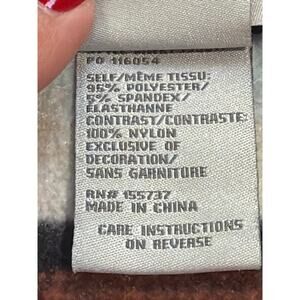 PO 116054
SELF/MÊME TISSU:
95% POLYESTER/
5% SPANDEX/
ELASTHANNE
CONTRAST/CONTRASTE:
100% NYLON
EXCLUSIVE OF
DECORATION/
SANS GARNITURE
RN# 155737
MADE IN CHINA
CARE INSTRUCTIONS
ON REVERSE